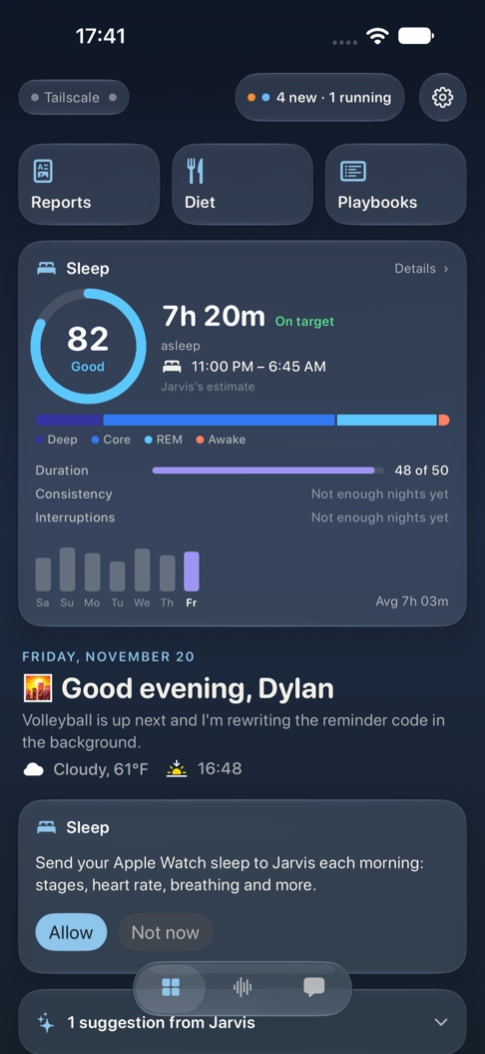 17:41
Tailscale
4 new · 1 running
Reports
Diet
Playbooks
Sleep
Details ›
82
Good
7h 20m On target
asleep
11:00 PM – 6:45 AM
Jarvis's estimate
Deep Core REM Awake
Duration 48 of 50
Consistency Not enough nights yet
Interruptions Not enough nights yet
Sa Su Mo Tu We Th Fr
Avg 7h 03m
FRIDAY, NOVEMBER 20
Good evening, Dylan
Volleyball is up next and I'm rewriting the reminder code in
the background.
Cloudy, 61°F 16:48
Sleep
Send your Apple Watch sleep to Jarvis each morning:
stages, heart rate, breathing and more.
Allow Not now
1 suggestion from Jarvis